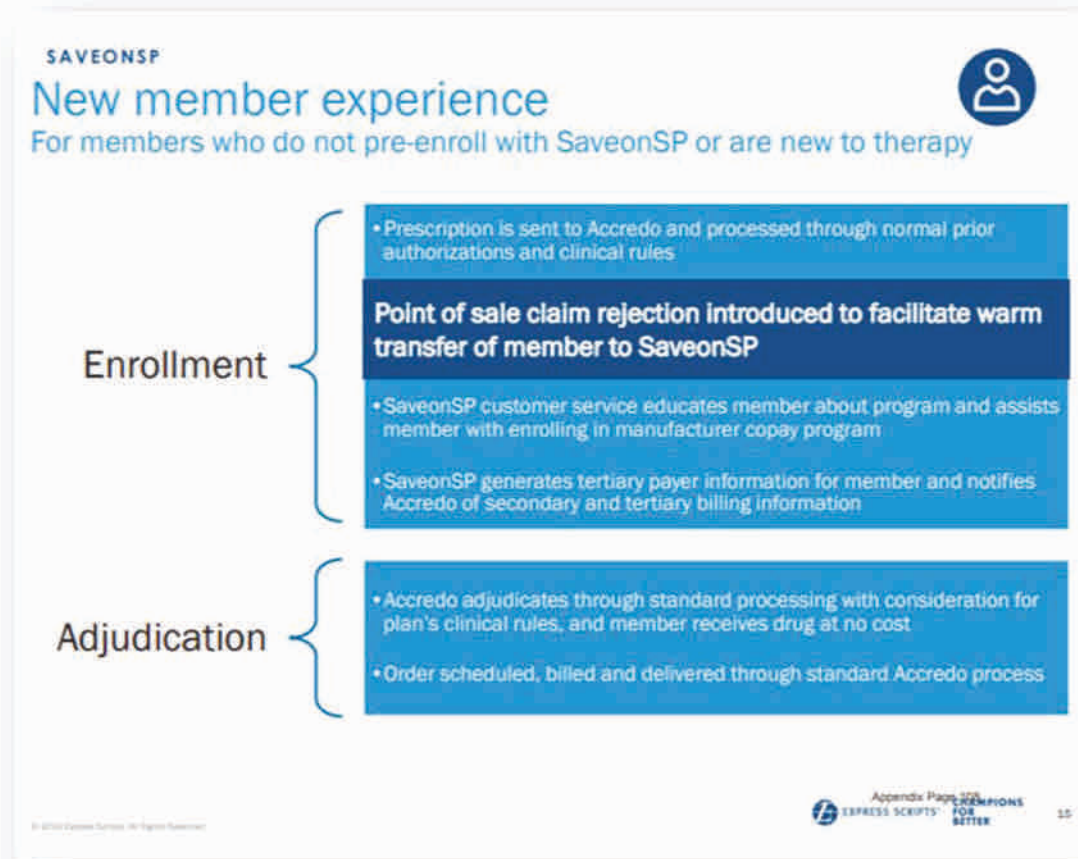 SAVEONSP
New member experience
For members who do not pre-enroll with SaveonSP or are new to therapy
Enrollment
•Prescription is sent to Accredo and processed through normal prior
authorizations and clinical rules
Point of sale claim rejection introduced to facilitate warm
transfer of member to SaveonSP
•SaveonSP customer service educates member about program and assists
member with enrolling in manufacturer copay program
•SaveonSP generates tertiary payer information for member and notifies
Accredo of secondary and tertiary billing information
Adjudication
•Accredo adjudicates through standard processing with consideration for
plan's clinical rules, and member receives drug at no cost
•Order scheduled, billed and delivered through standard Accredo process
Appendix Page
EXPRESS SCRIPTS
CHAMPIONS
FOR
BETTER
15